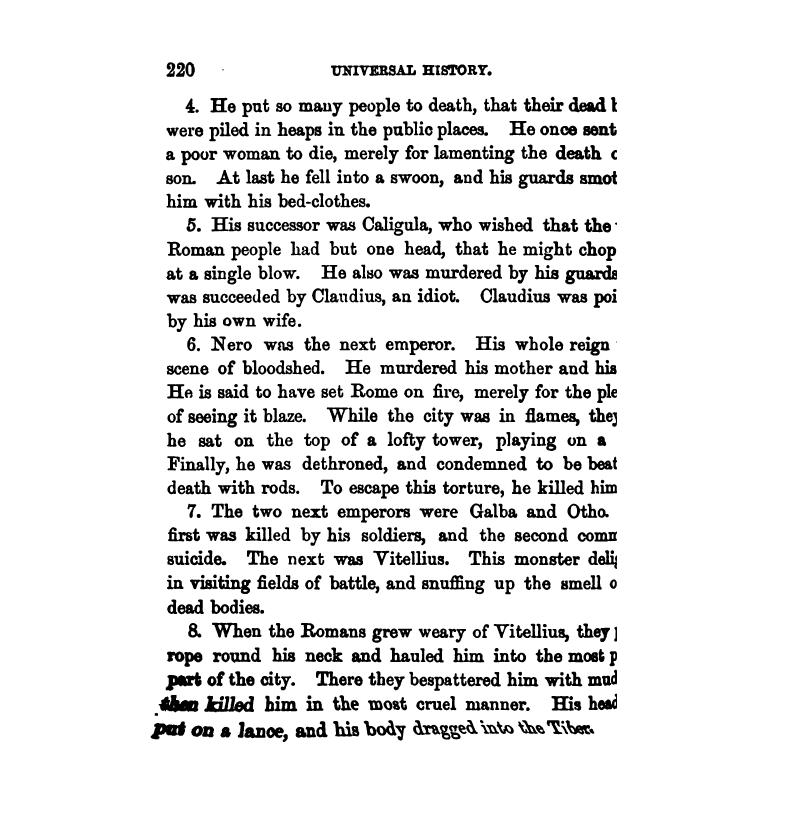 220 UNIVERSAL HISTORY.
4. He put so many people to death, that their dead
were piled in heaps in the public places. He once sent
a poor woman to die, merely for lamenting the death
son. At last he fell into a swoon, and his guards smot
him with his bed-clothes.
5. His successor was Caligula, who wished that the
Roman people had but one head, that he might chop
at a single blow. He also was murdered by his guards
was succeeded by Claudius, an idiot. Claudius was poi
by his own wife.
6. Nero was the next emperor. His whole reign
scene of bloodshed. He murdered his mother and his
He is said to have set Rome on fire, merely for the ple
of seeing it blaze. While the city was in flames, the
he sat on the top of a lofty tower, playing on a
Finally, he was dethroned, and condemned to be beat
death with rods. To escape this torture, he killed him
7. The two next emperors were Galba and Otho.
first was killed by his soldiers, and the second comm
suicide. The next was Vitellius. This monster deli
in visiting fields of battle, and snuffing up the smell o
dead bodies.
8. When the Romans grew weary of Vitellius, they
rope round his neck and hauled him into the most p
part of the city. There they bespattered him with mud
then killed him in the most cruel manner. His head
put on a lance, and his body dragged into the Tiber.